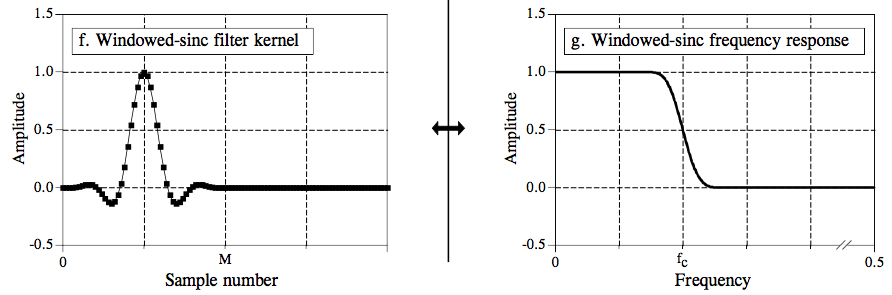 f. Windowed-sinc filter kernel
1.5
1.0
0.5
0.0
-0.5
Amplitude
0
M
Sample number
g. Windowed-sinc frequency response
1.5
1.0
0.5
0.0
-0.5
Amplitude
0
fc
0.5
Frequency